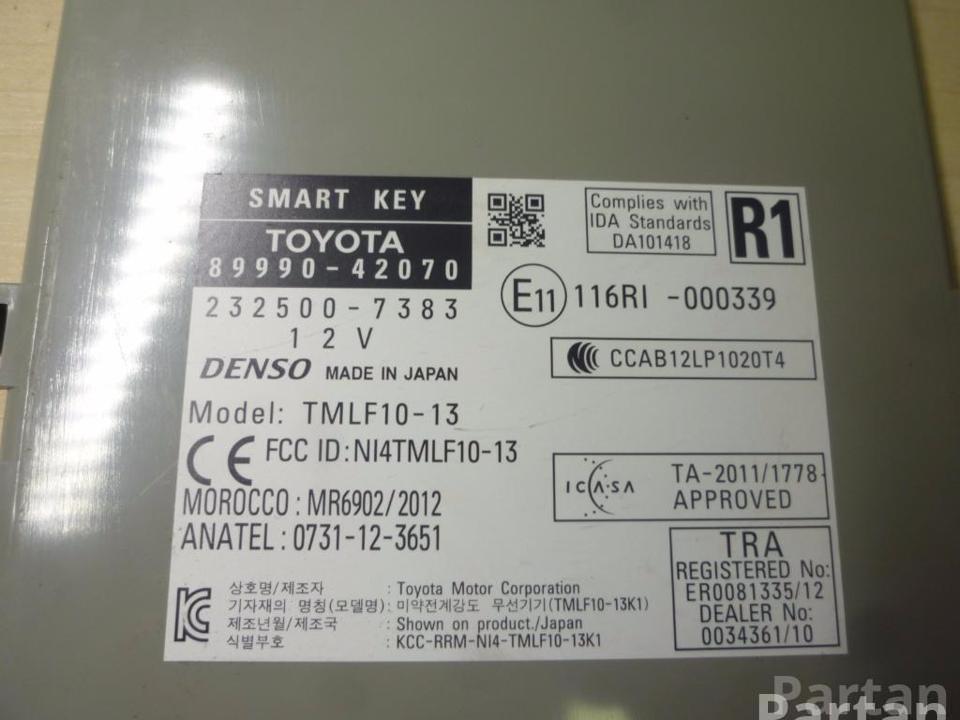 SMART KEY
TOYOTA
89990-42070
232500-7383
12V
DENSO MADE IN JAPAN
Model: TMLF10-13
CE FCC ID:NI4TMLF10-13
MOROCCO: MR6902/2012
ANATEL: 0731-12-3651
상호명/제조자 : Toyota Motor Corporation
기자재의 명칭(모델명): 미약전계강도 무선기기(TMLF10-13K1)
제조년월/제조국 : Shown on product./Japan
식별부호 : KCC-RRM-NI4-TMLF10-13K1
Complies with
IDA Standards
DA101418
R1
E11 116RI -000339
CCAB12LP1020T4
ICASA
TA-2011/1778
APPROVED
TRA
REGISTERED No:
ER0081335/12
DEALER No:
0034361/10
Partan
Partan